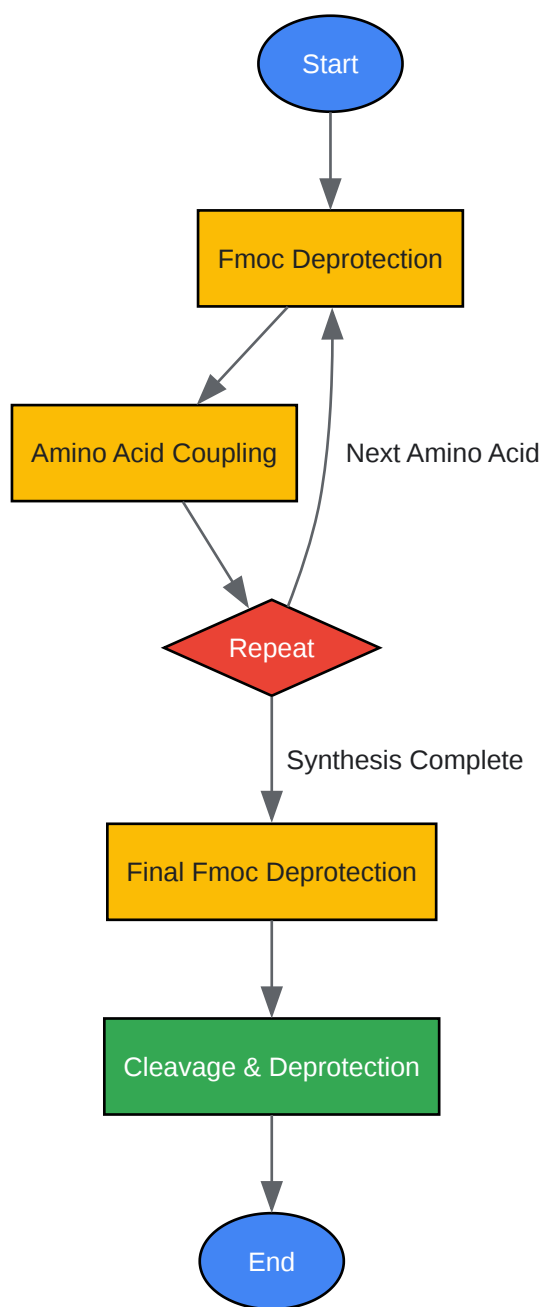 Start
Fmoc Deprotection
Amino Acid Coupling
Next Amino Acid
Repeat
Synthesis Complete
Final Fmoc Deprotection
Cleavage & Deprotection
End